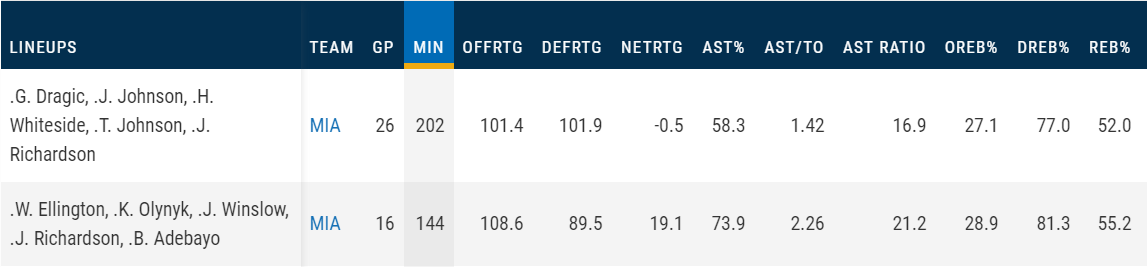 LINEUPS TEAM GP MIN OFFRTG DEFRTG NETRTG AST% AST/TO AST RATIO OREB% DREB% REB%
.G. Dragic, .J. Johnson, .H.
Whiteside, .T. Johnson, .J. MIA 26 202 101.4 101.9 -0.5 58.3 1.42 16.9 27.1 77.0 52.0
Richardson
.W. Ellington, .K. Olynyk, .J. Winslow,
MIA 16 144 108.6 89.5 19.1 73.9 2.26 21.2 28.9 81.3 55.2
.J. Richardson, .B. Adebayo